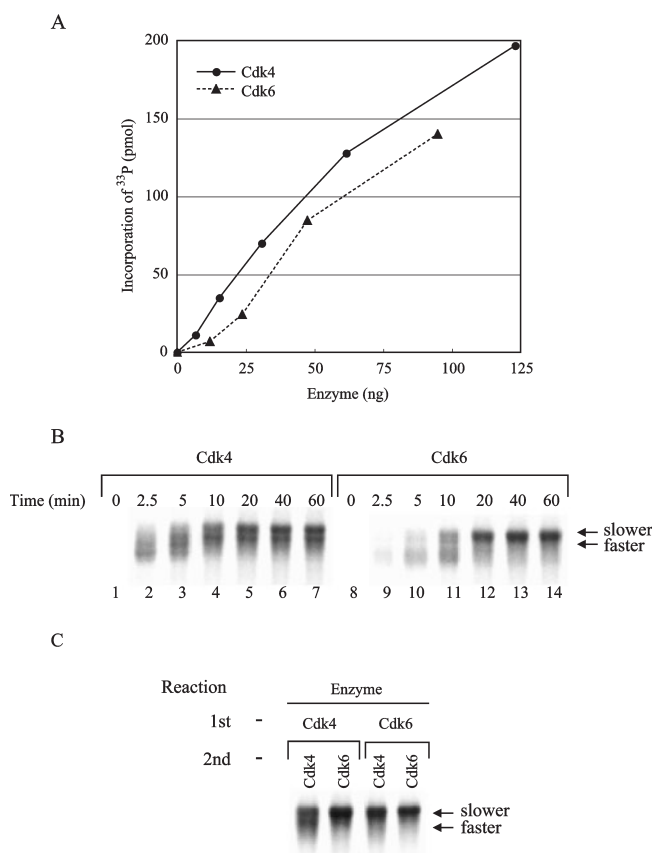 A
200
150
100
50
0
Incorporation of ³³P (pmol)
Cdk4
Cdk6
0 25 50 75 100 125
Enzyme (ng)
B
Cdk4 Cdk6
Time (min) 0 2.5 5 10 20 40 60 0 2.5 5 10 20 40 60
slower
faster
1 2 3 4 5 6 7 8 9 10 11 12 13 14
C
Reaction Enzyme
1st - Cdk4 Cdk6
2nd - Cdk4 Cdk6 Cdk4 Cdk6
slower
faster